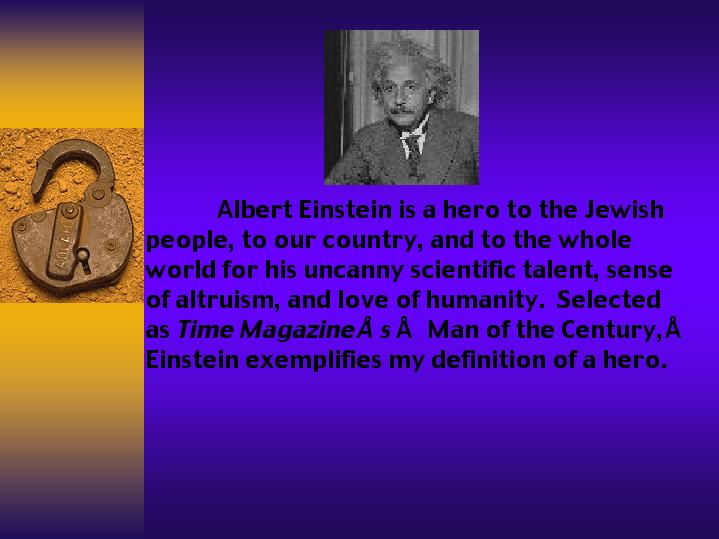 Albert Einstein is a hero to the Jewish
people, to our country, and to the whole
world for his uncanny scientific talent, sense
of altruism, and love of humanity.  Selected
as Time MagazineÅ s Å  Man of the Century,Å
Einstein exemplifies my definition of a hero.